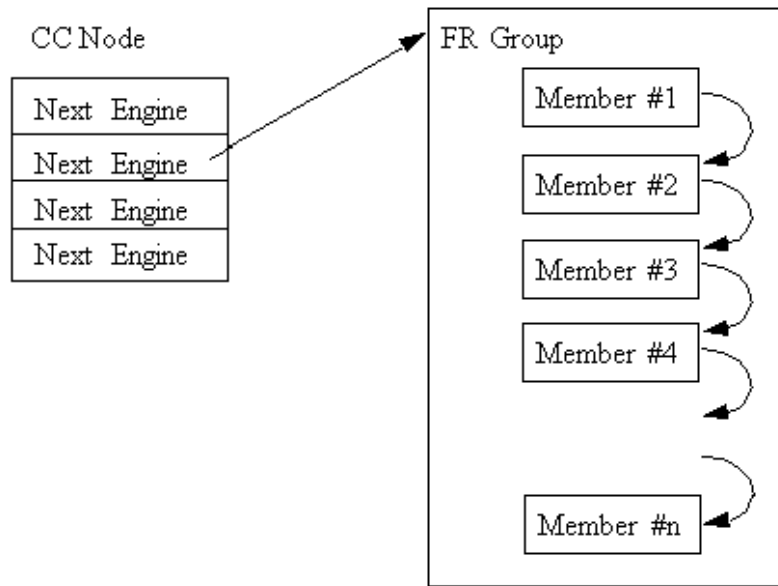 CC Node
Next Engine
Next Engine
Next Engine
Next Engine
FR Group
Member #1
Member #2
Member #3
Member #4
Member #n